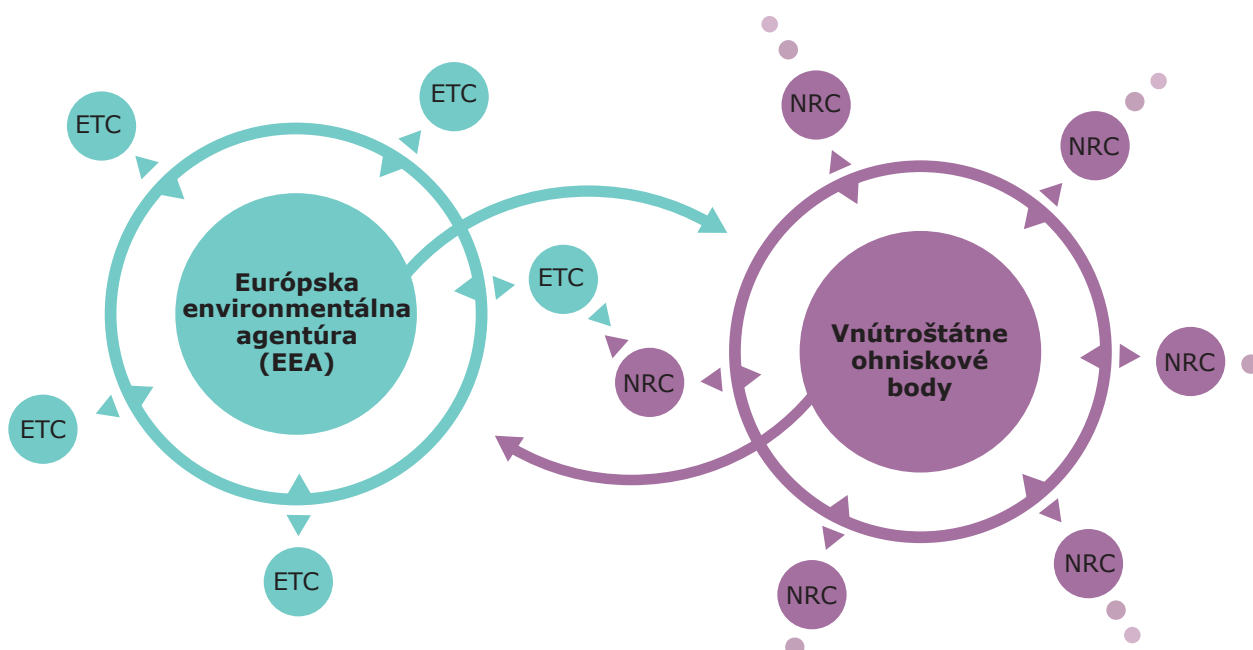 ETC
ETC
ETC
ETC
ETC
Európska
environmentálna
agentúra
(EEA)
NRC
NRC
NRC
NRC
NRC
NRC
Vnútroštátne
ohniskové
body